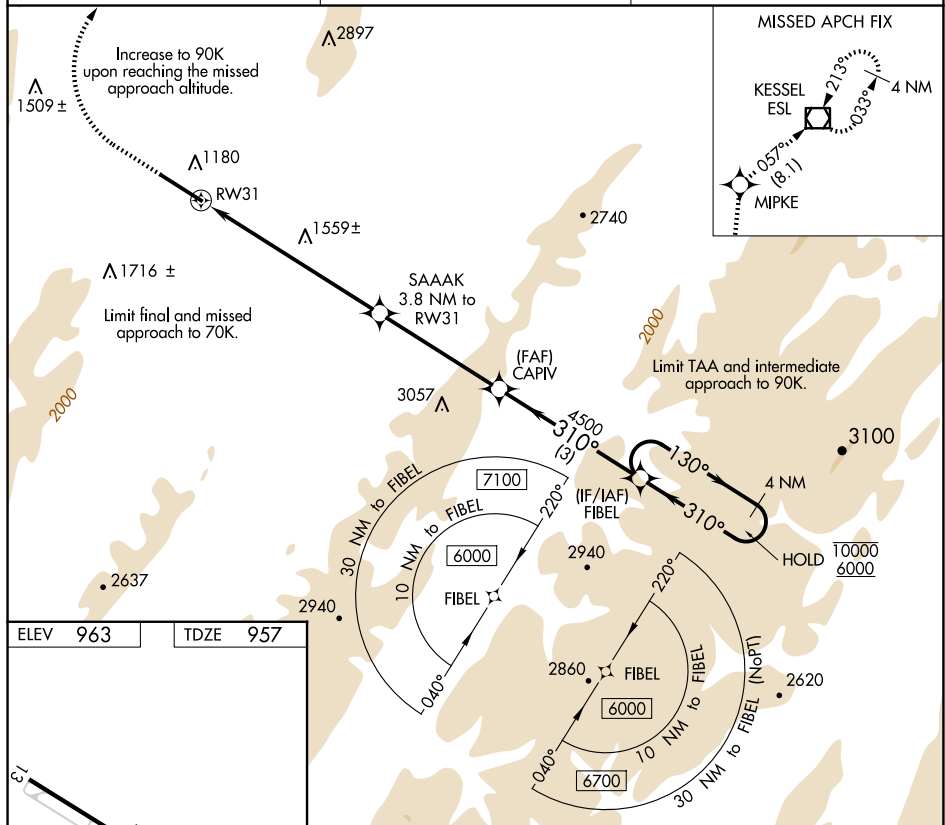 MISSED APCH FIX
KESSEL
ESL
213°
033°
4 NM
057°
(8.1)
MIPKE
2897
Increase to 90K
upon reaching the missed
approach altitude.
1509 ±
1180
RW31
1559 ±
2740
1716 ±
SAAAK
3.8 NM to
RW31
Limit final and missed
approach to 70K.
2000
2000
(FAF)
CAPIV
Limit TAA and intermediate
approach to 90K.
3057
4500
310°
(3)
3100
130°
4 NM
(IF/IAF)
FIBEL
310°
HOLD
10000
6000
30 NM to FIBEL
7100
220°
10 NM to FIBEL
6000
FIBEL
040°
2940
2637
2940
220°
2860
FIBEL
6000
10 NM to FIBEL
2620
040°
6700
30 NM to FIBEL (NoPT)
ELEV 963
TDZE 957
13